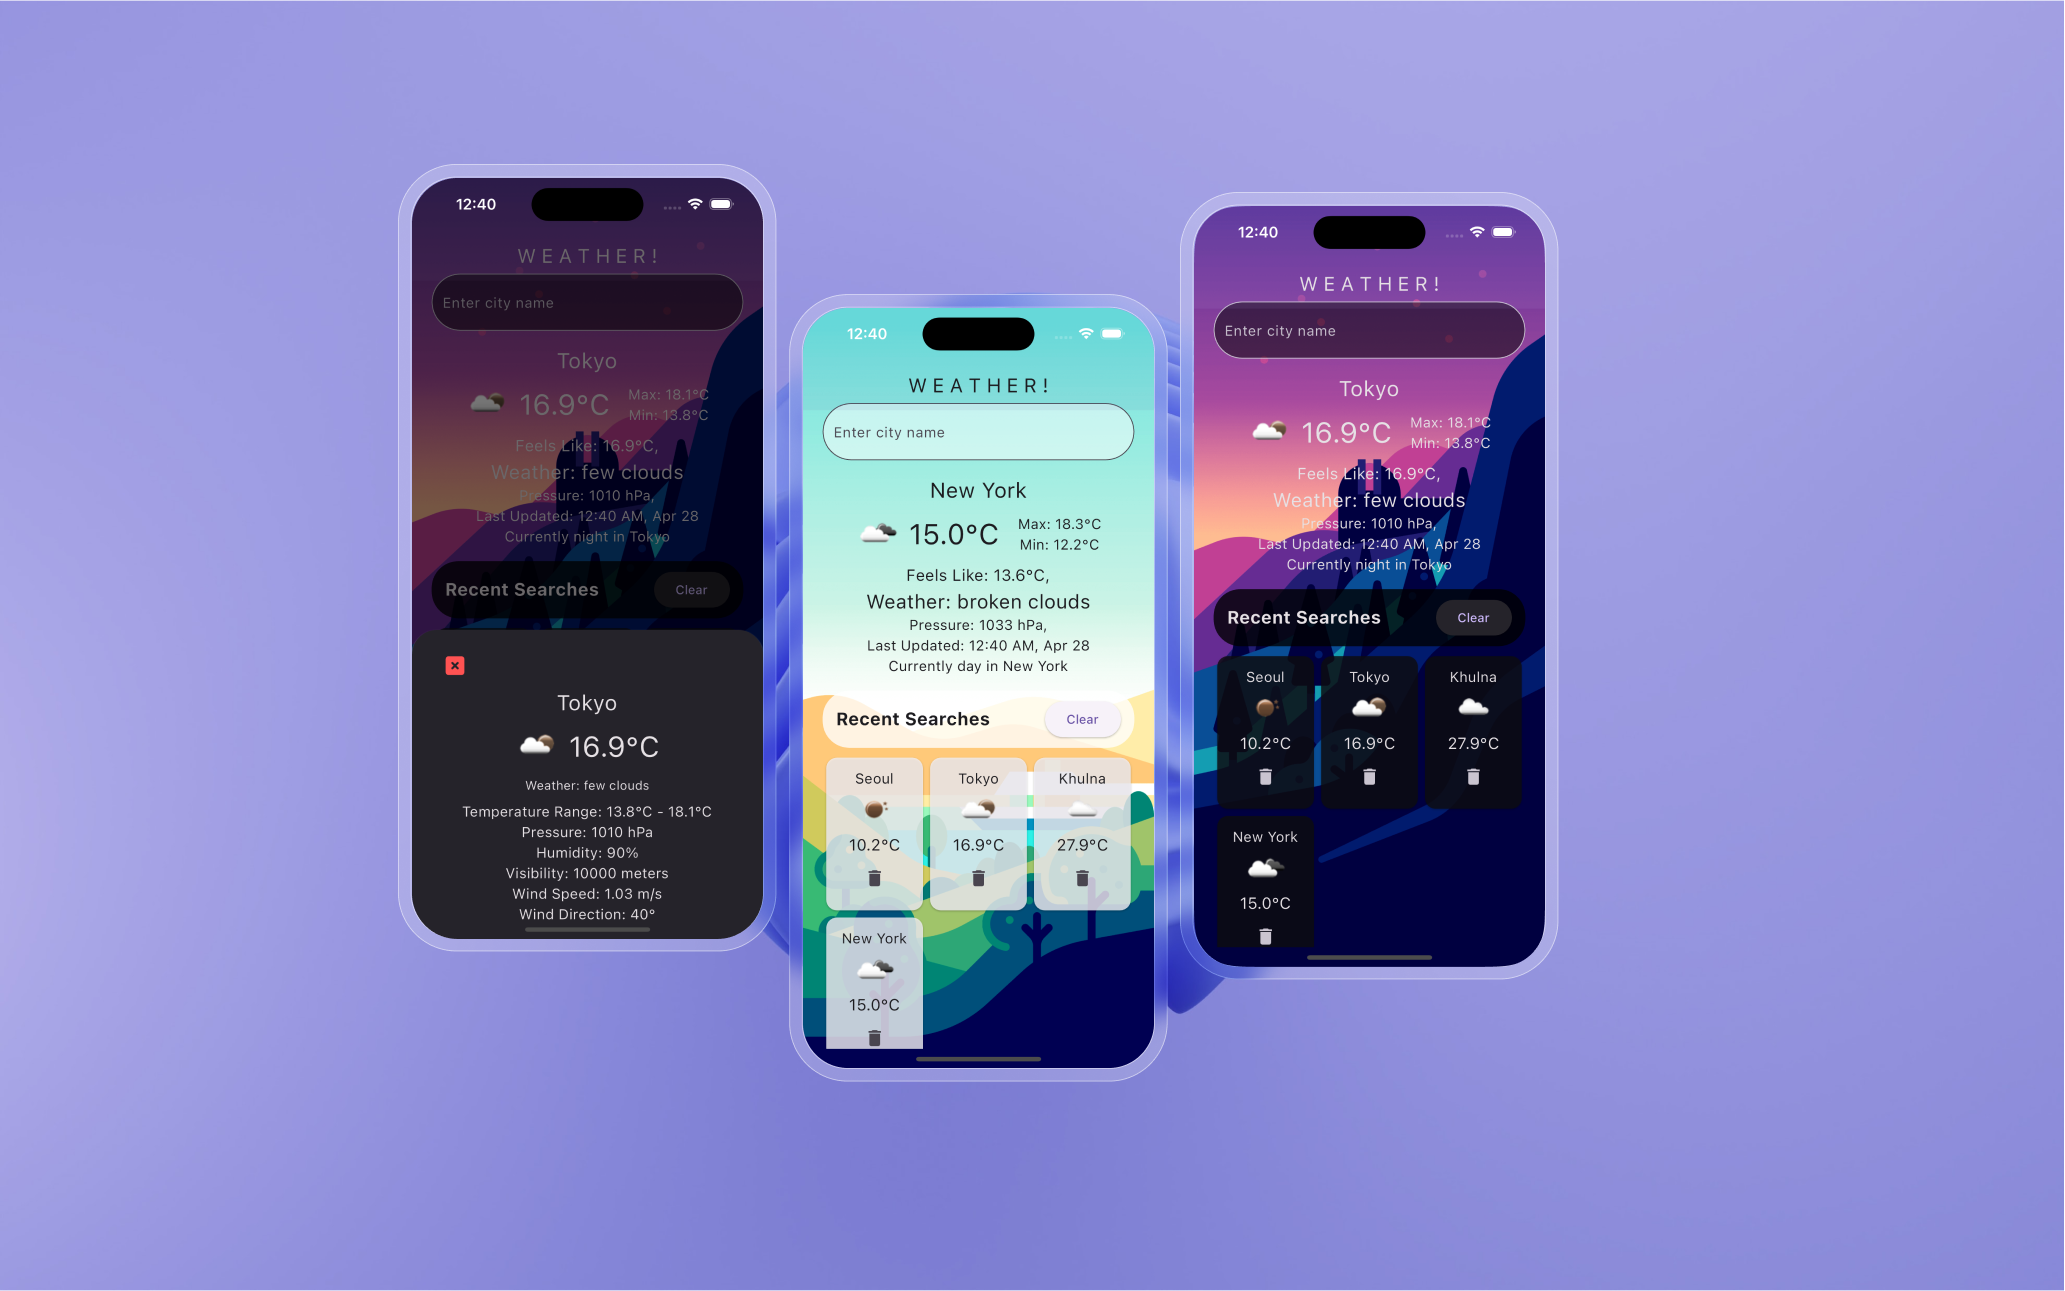 12:40
WEATHER!
Enter city name
Tokyo
16.9°C
Max: 18.1°C
Min: 13.8°C
Feels Like: 16.9°C,
Weather: few clouds
Pressure: 1010 hPa,
Last Updated: 12:40 AM, Apr 28
Currently night in Tokyo
Recent Searches
Clear
Tokyo
16.9°C
Weather: few clouds
Temperature Range: 13.8°C - 18.1°C
Pressure: 1010 hPa
Humidity: 90%
Visibility: 10000 meters
Wind Speed: 1.03 m/s
Wind Direction: 40°
12:40
WEATHER!
Enter city name
New York
15.0°C
Max: 18.3°C
Min: 12.2°C
Feels Like: 13.6°C,
Weather: broken clouds
Pressure: 1033 hPa,
Last Updated: 12:40 AM, Apr 28
Currently day in New York
Recent Searches
Clear
Seoul
10.2°C
Tokyo
16.9°C
Khulna
27.9°C
New York
15.0°C
12:40
WEATHER!
Enter city name
Tokyo
16.9°C
Max: 18.1°C
Min: 13.8°C
Feels Like: 16.9°C,
Weather: few clouds
Pressure: 1010 hPa,
Last Updated: 12:40 AM, Apr 28
Currently night in Tokyo
Recent Searches
Clear
Seoul
10.2°C
Tokyo
16.9°C
Khulna
27.9°C
New York
15.0°C